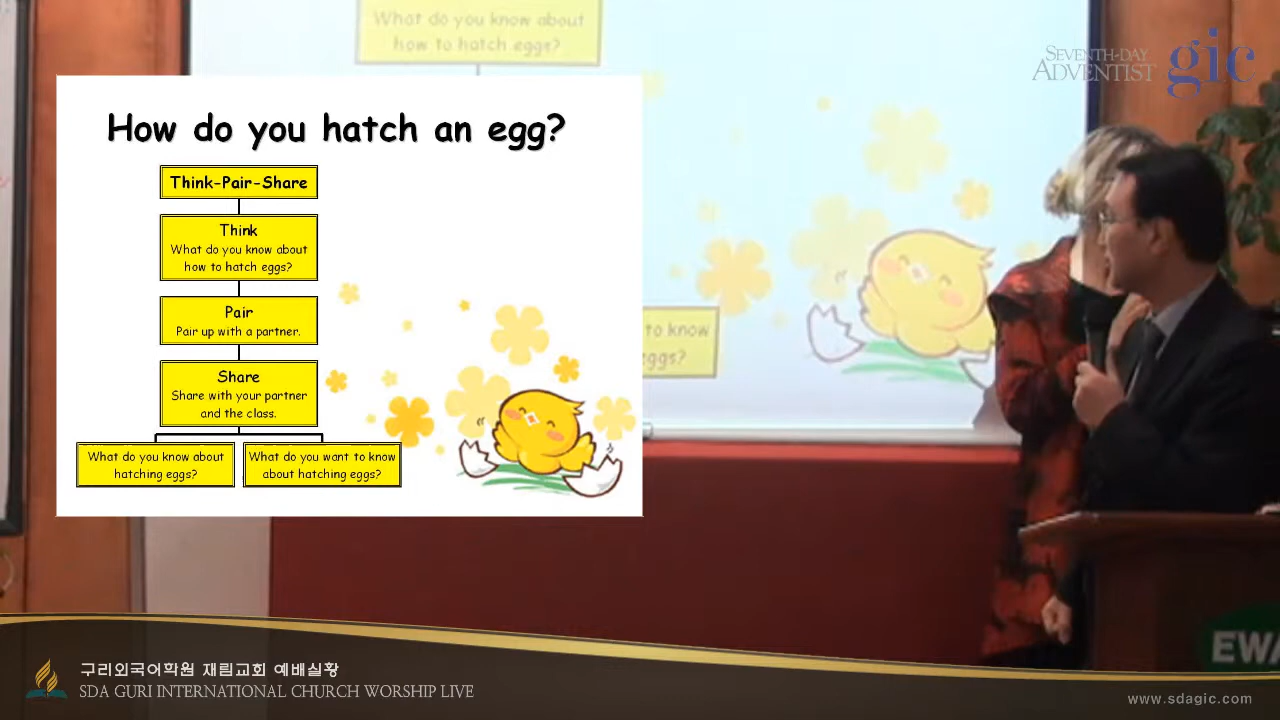 What do you know about
how to hatch eggs?
SEVENTH-DAY
ADVENTIST gic
How do you hatch an egg?
Think-Pair-Share
Think
What do you know about
how to hatch eggs?
Pair
Pair up with a partner.
Share
Share with your partner
and the class.
What do you know about
hatching eggs?
What do you want to know
about hatching eggs?
to know
eggs?
EWA
구리외국어학원 재림교회 예배실황
SDA GURI INTERNATIONAL CHURCH WORSHIP LIVE
www.sdagic.com